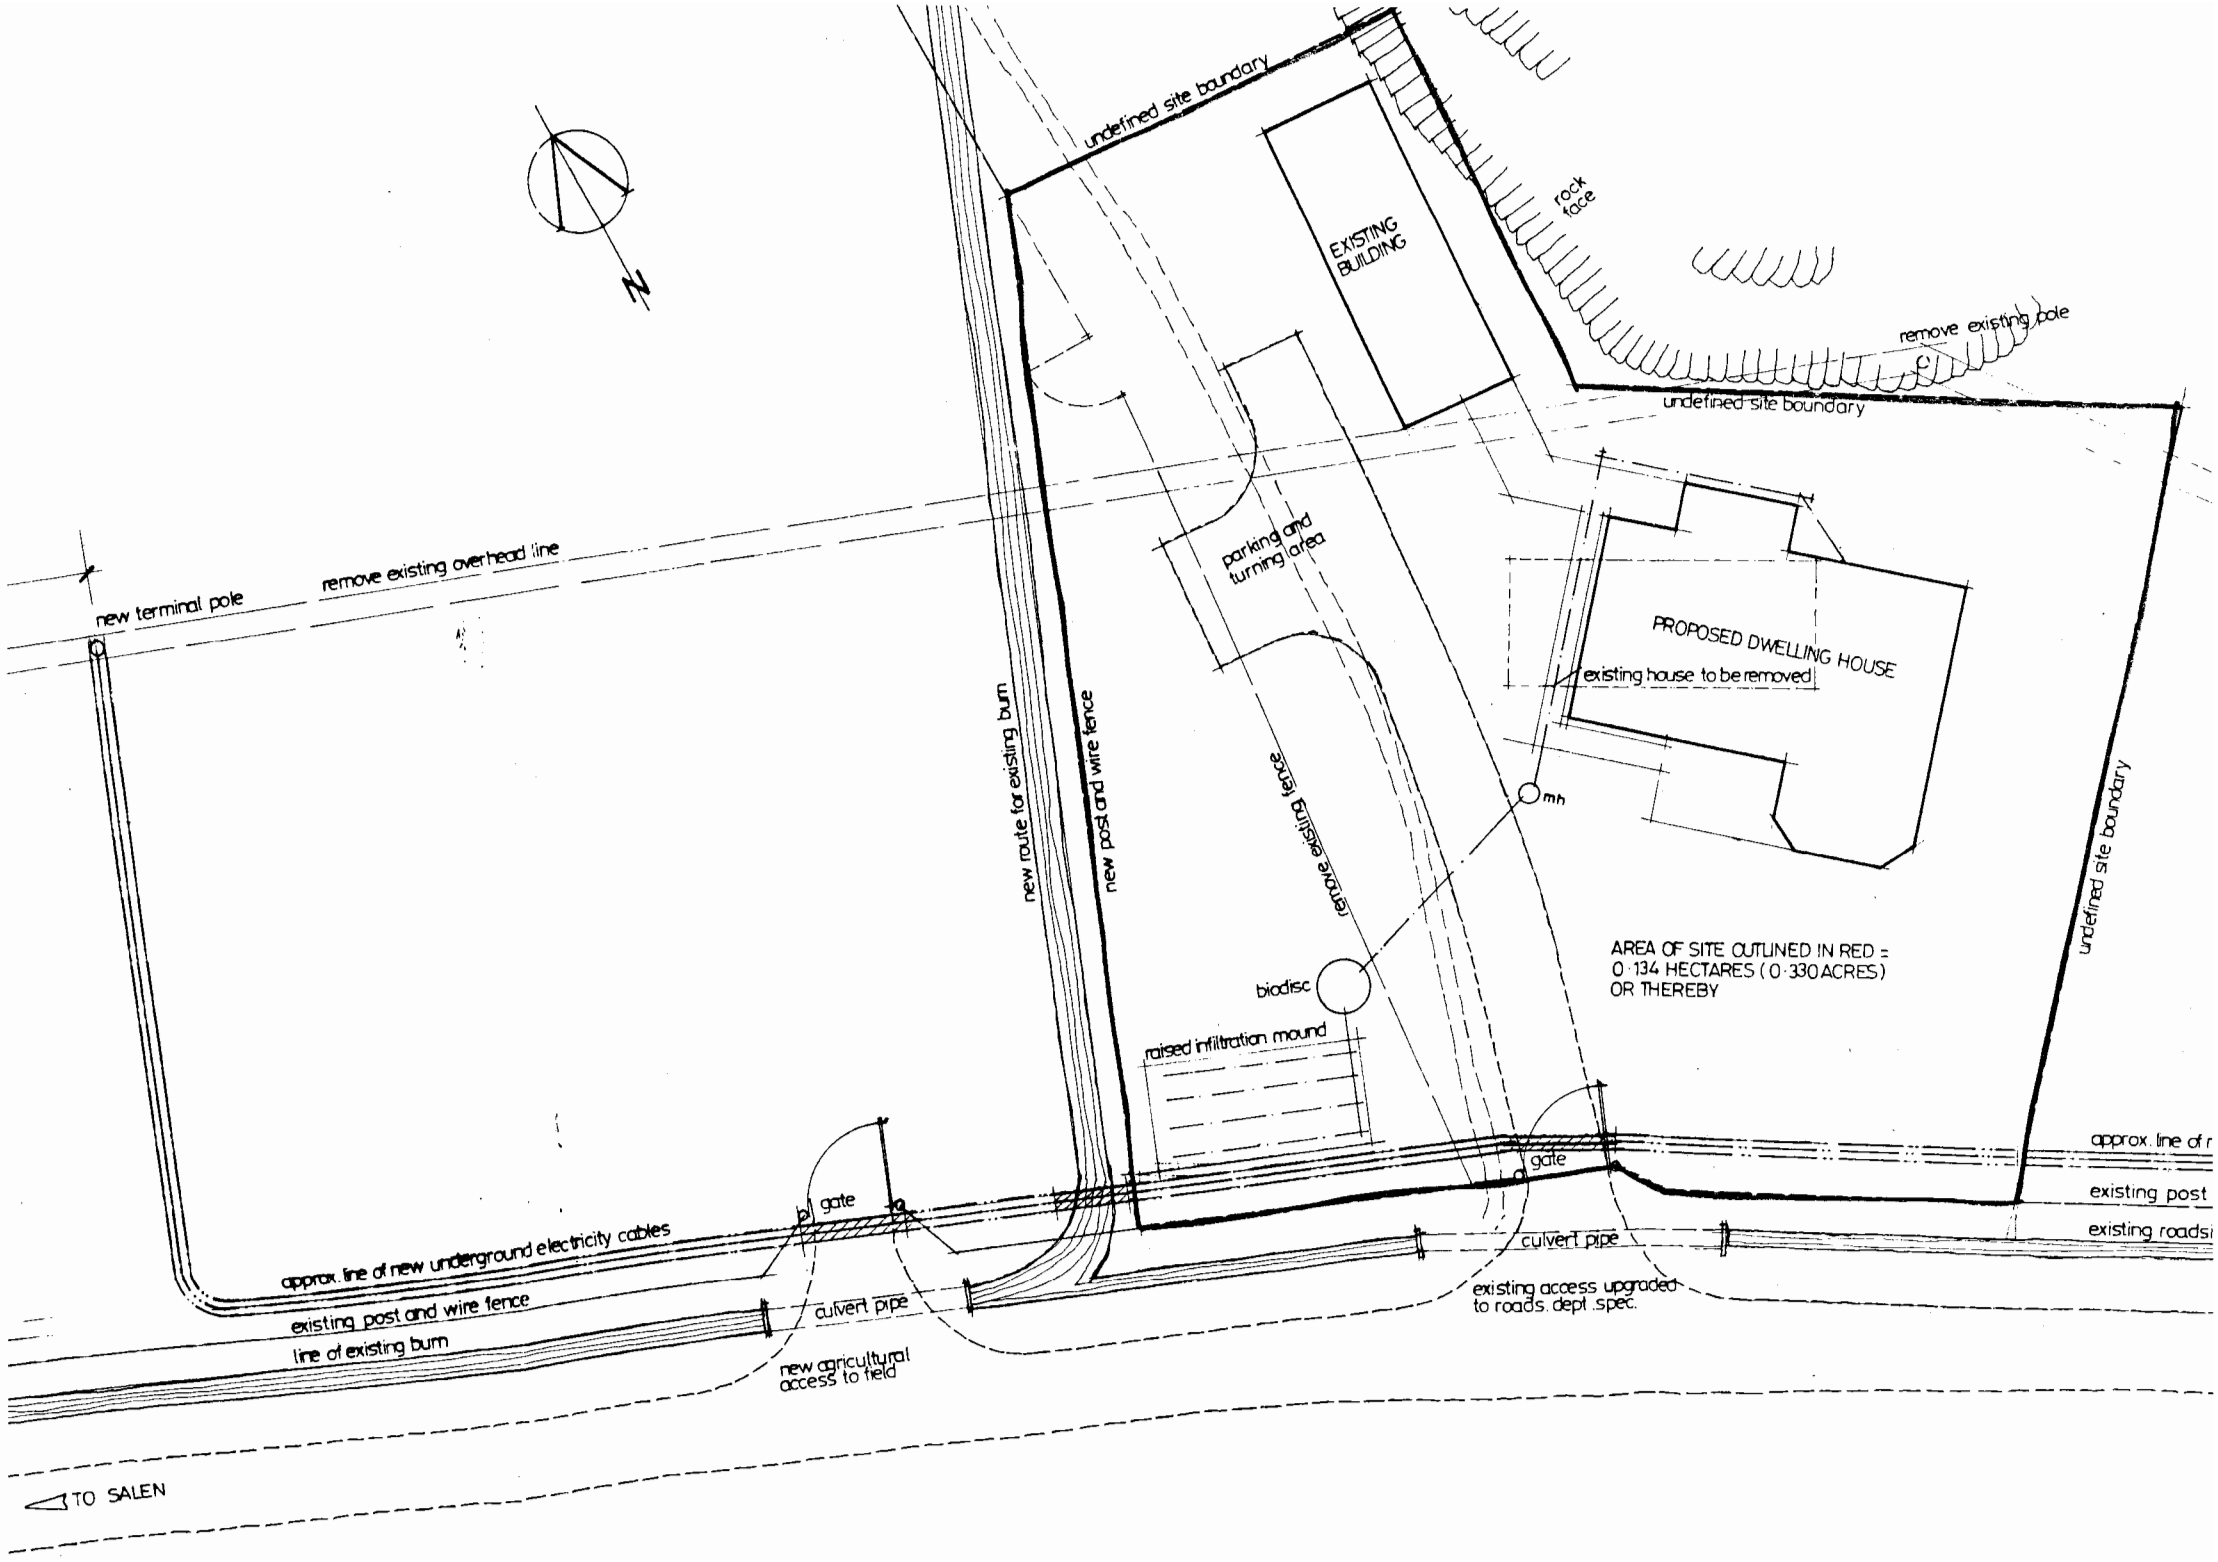 undefined site boundary
N
rock
face
EXISTING
BUILDING
remove existing pole
undefined site boundary
remove existing overhead line
new terminal pole
parking and
turning area
PROPOSED DWELLING HOUSE
existing house to be removed
new route for existing burn
new post and wire fence
remove existing fence
mh
undefined site boundary
AREA OF SITE OUTLINED IN RED =
0·134 HECTARES (0·330 ACRES)
OR THEREBY
biodisc
raised infiltration mound
approx. line of
gate
existing post
gate
existing roadsi
culvert pipe
approx. line of new underground electricity cables
existing post and wire fence
culvert pipe
existing access upgraded
to roads. dept. spec.
line of existing burn
new agricultural
access to field
TO SALEN